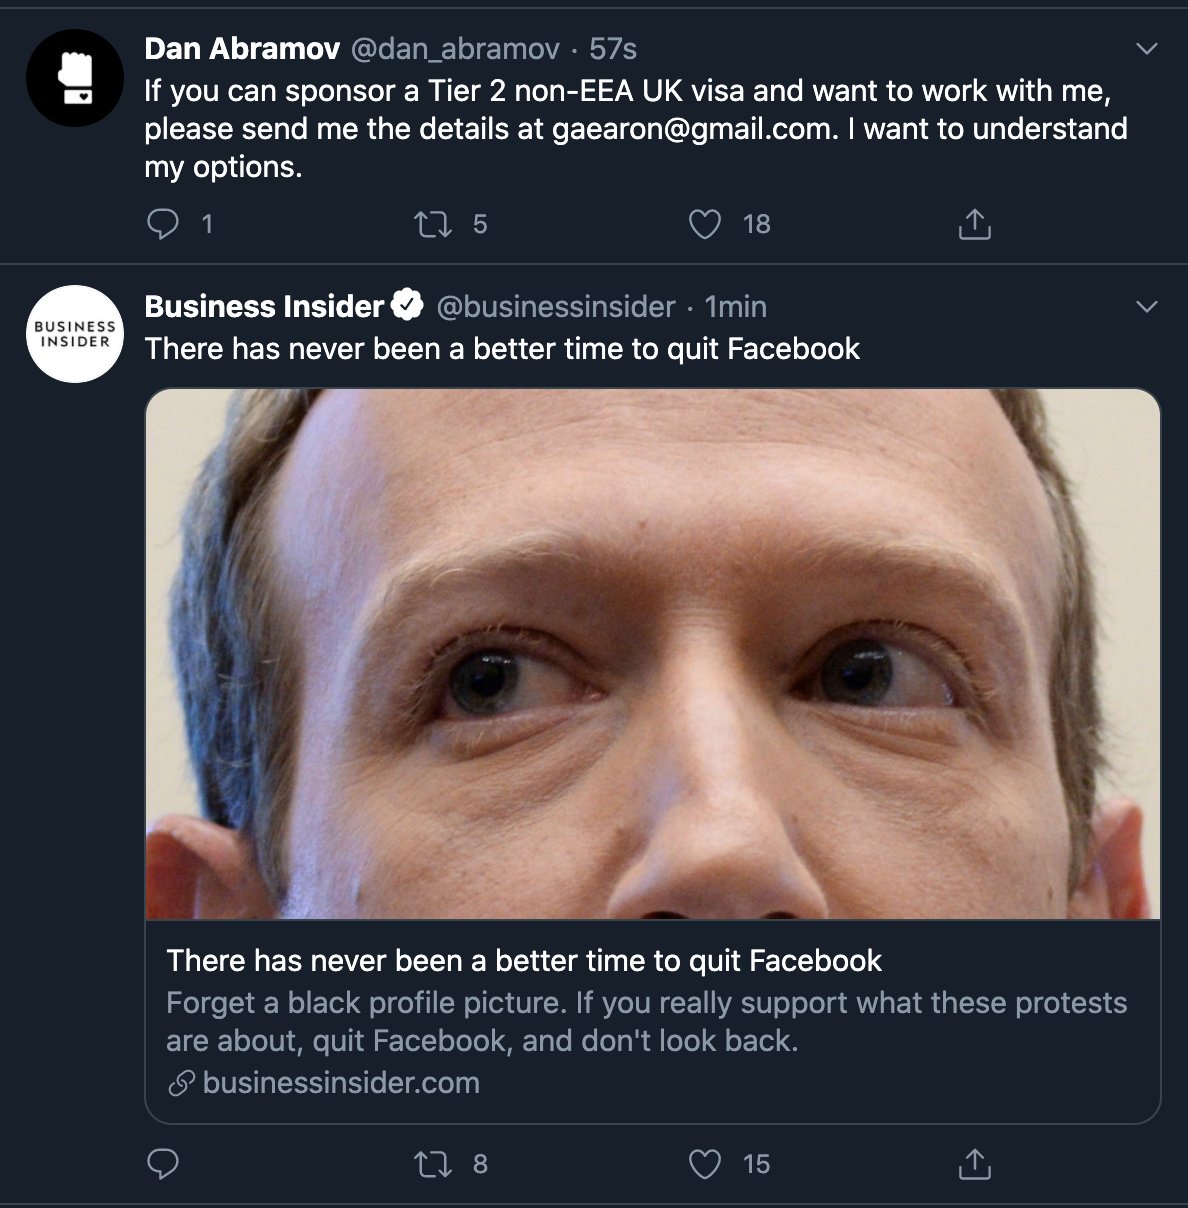 Dan Abramov @dan_abramov · 57s
If you can sponsor a Tier 2 non-EEA UK visa and want to work with me,
please send me the details at gaearon@gmail.com. I want to understand
my options.
1 5 18
BUSINESS
INSIDER
Business Insider @businessinsider · 1min
There has never been a better time to quit Facebook
There has never been a better time to quit Facebook
Forget a black profile picture. If you really support what these protests
are about, quit Facebook, and don't look back.
businessinsider.com
8 15